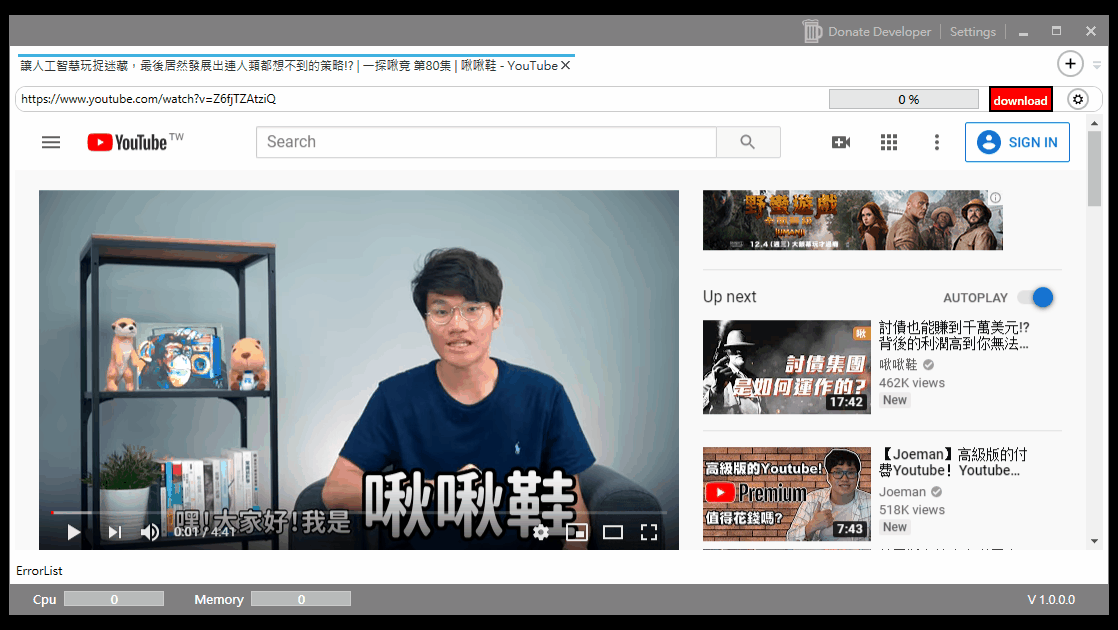 Donate Developer
Settings
讓人工智慧玩捉迷藏，最後居然發展出連人類都想不到的策略!? | 一探啾竟 第80集 | 啾啾鞋 - YouTube
https://www.youtube.com/watch?v=Z6fjTZAtziQ
0 %
download
YouTube TW
Search
SIGN IN
野蠻遊戲
JUMANJI
12.4 (週三) 大銀幕玩才過癮
Up next
AUTOPLAY
啾
討債集團
是如何運作的?
17:42
討債也能賺到千萬美元!?
背後的利潤高到你無法...
啾啾鞋
462K views
New
高級版的Youtube!
Premium
值得花錢嗎?
7:43
【Joeman】高級版的付
費Youtube！Youtube...
Joeman
518K views
New
嘿!大家好!我是
啾啾鞋
0:01 / 4:41
ErrorList
Cpu
0
Memory
0
V 1.0.0.0